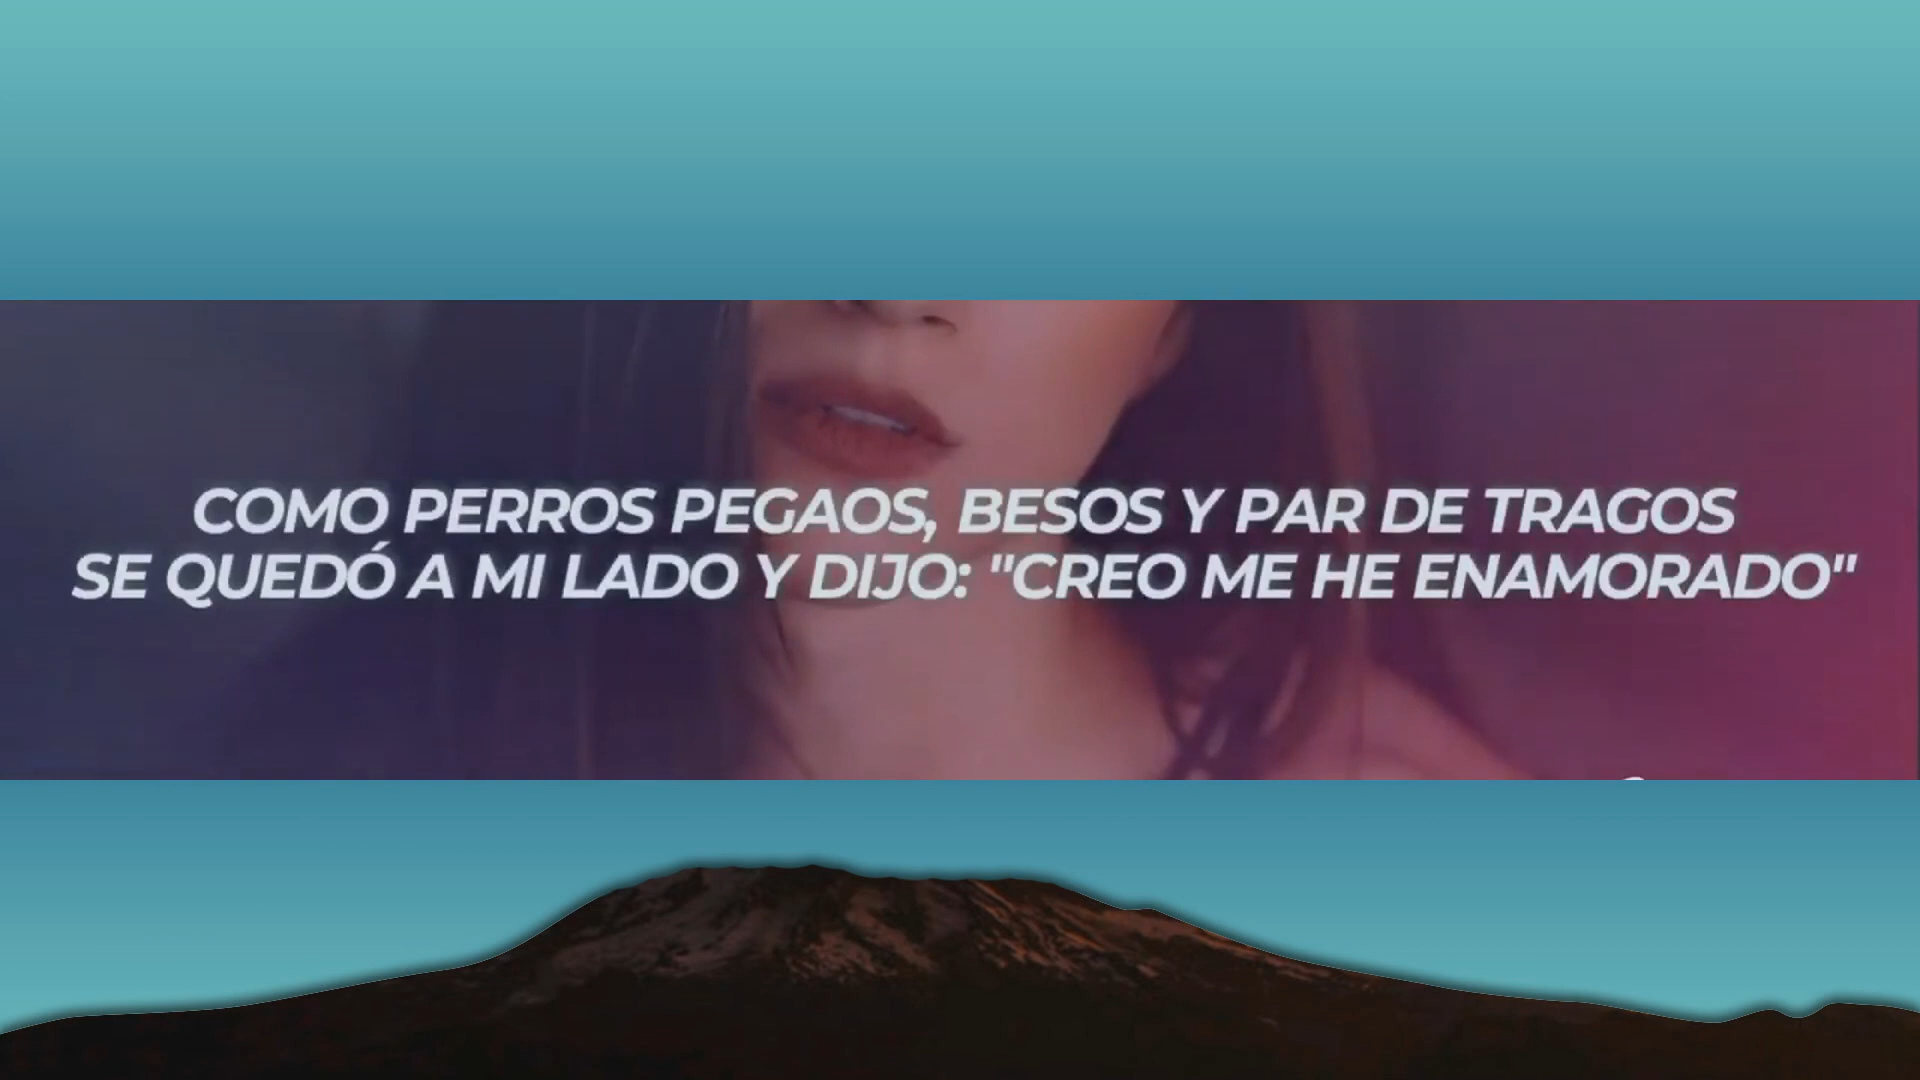 COMO PERROS PEGAOS, BESOS Y PAR DE TRAGOS
SE QUEDÓ A MI LADO Y DIJO: "CREO ME HE ENAMORADO"